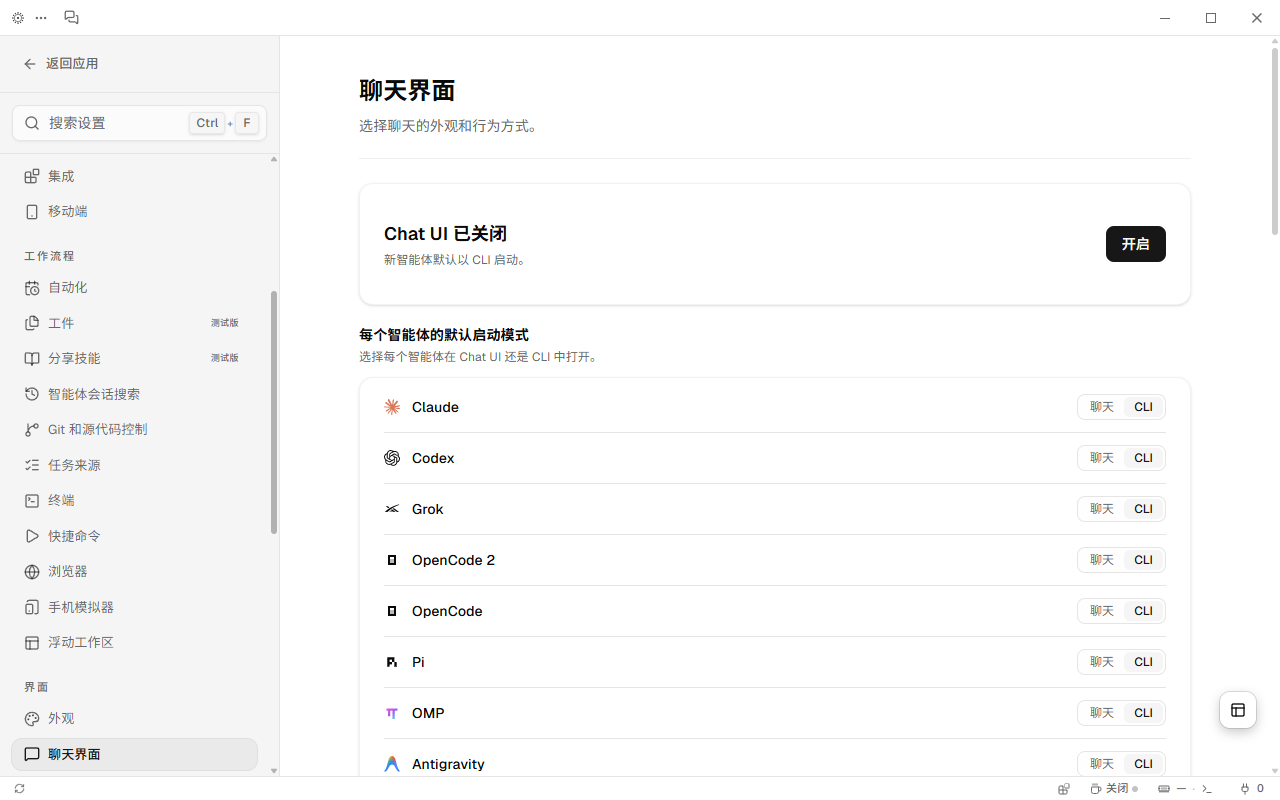 返回应用
搜索设置 Ctrl + F
集成
移动端
工作流程
自动化
工件 测试版
分享技能 测试版
智能体会话搜索
Git 和源代码控制
任务来源
终端
快捷命令
浏览器
手机模拟器
浮动工作区
界面
外观
聊天界面
聊天界面
选择聊天的外观和行为方式。
Chat UI 已关闭
新智能体默认以 CLI 启动。
开启
每个智能体的默认启动模式
选择每个智能体在 Chat UI 还是 CLI 中打开。
Claude 聊天 CLI
Codex 聊天 CLI
Grok 聊天 CLI
OpenCode 2 聊天 CLI
OpenCode 聊天 CLI
Pi 聊天 CLI
OMP 聊天 CLI
Antigravity 聊天 CLI
关闭 — · 0